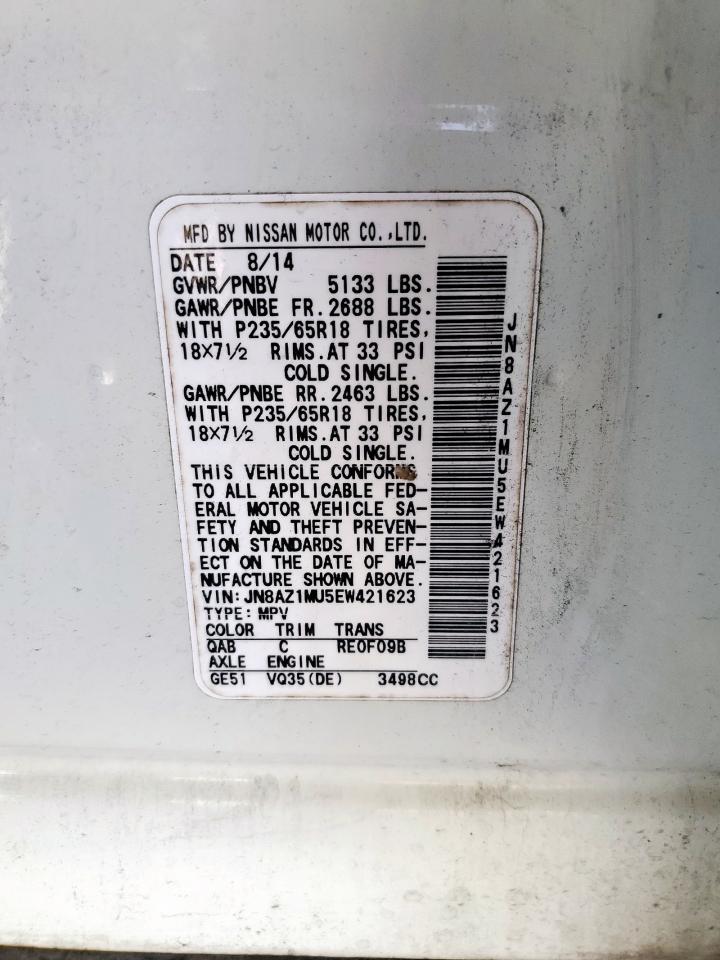 MFD BY NISSAN MOTOR CO.,LTD.
DATE 8/14
GVWR/PNBV 5133 LBS.
GAWR/PNBE FR. 2688 LBS.
WITH P235/65R18 TIRES,
18×7½ RIMS. AT 33 PSI
COLD SINGLE.
GAWR/PNBE RR. 2463 LBS.
WITH P235/65R18 TIRES,
18×7½ RIMS. AT 33 PSI
COLD SINGLE.
THIS VEHICLE CONFORMS
TO ALL APPLICABLE FED-
ERAL MOTOR VEHICLE SA-
FETY AND THEFT PREVEN-
TION STANDARDS IN EFF-
ECT ON THE DATE OF MA-
NUFACTURE SHOWN ABOVE.
VIN: JN8AZ1MU5EW421623
TYPE: MPV
COLOR TRIM TRANS
QAB C RE0F09B
AXLE ENGINE
GE51 VQ35(DE) 3498CC
JN8AZ1MU5EW421623